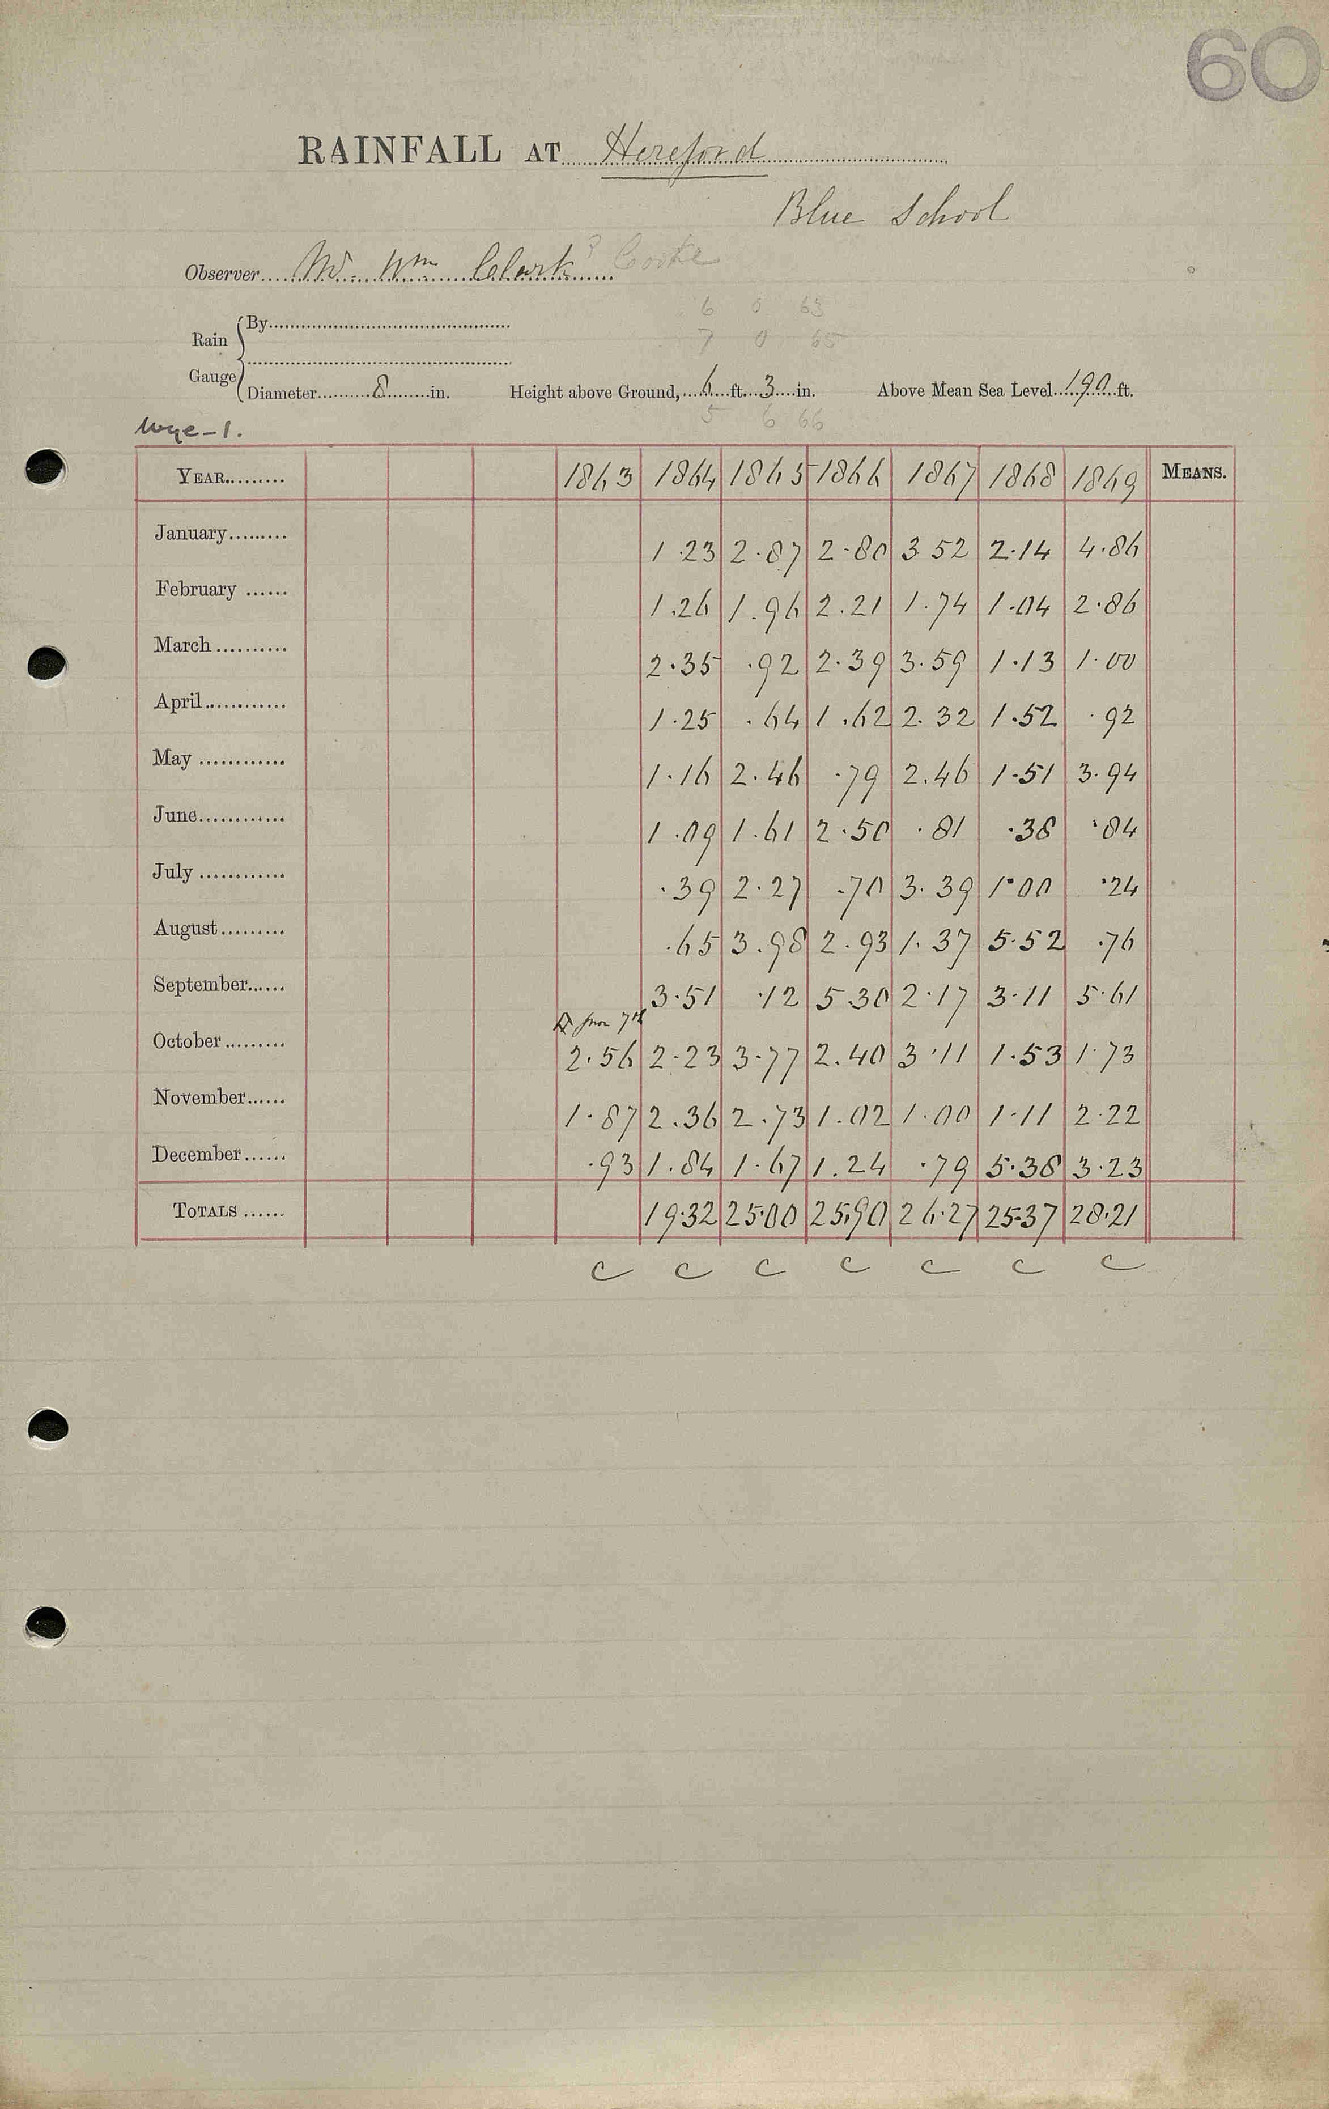 60
RAINFALL AT Hereford
Blue School
Observer Mr. Wm Clark ? Cooke
6 0 63
Rain Gauge { By
7 0 65
Diameter 8 in. Height above Ground, 6 ft. 3 in. Above Mean Sea Level 190 ft.
5 6 66
Wye-1.
YEAR 1863 1864 1865 1866 1867 1868 1869 MEANS.
January 1.23 2.87 2.80 3.52 2.14 4.86
February 1.26 1.96 2.21 1.74 1.04 2.86
March 2.35 .92 2.39 3.59 1.13 1.00
April 1.25 .64 1.62 2.32 1.52 .92
May 1.16 2.46 .79 2.46 1.51 3.94
June 1.09 1.61 2.50 .81 .38 .84
July .39 2.27 .70 3.39 1.00 .24
August .65 3.98 2.93 1.37 5.52 .76
September 3.51 .12 5.30 2.17 3.11 5.61
from 7th
October 2.56 2.23 3.77 2.40 3.11 1.53 1.73
November 1.87 2.36 2.73 1.02 1.00 1.11 2.22
December .93 1.84 1.67 1.24 .79 5.38 3.23
TOTALS 19.32 25.00 25.90 26.27 25.37 28.21
C C C C C C C